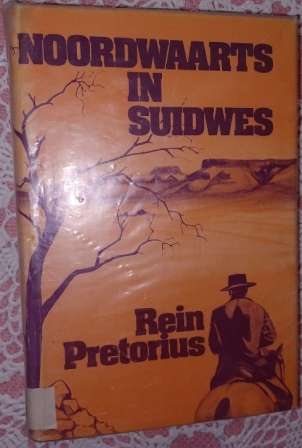 NOORDWAARTS
IN
SUIDWES
Rein
Pretorius